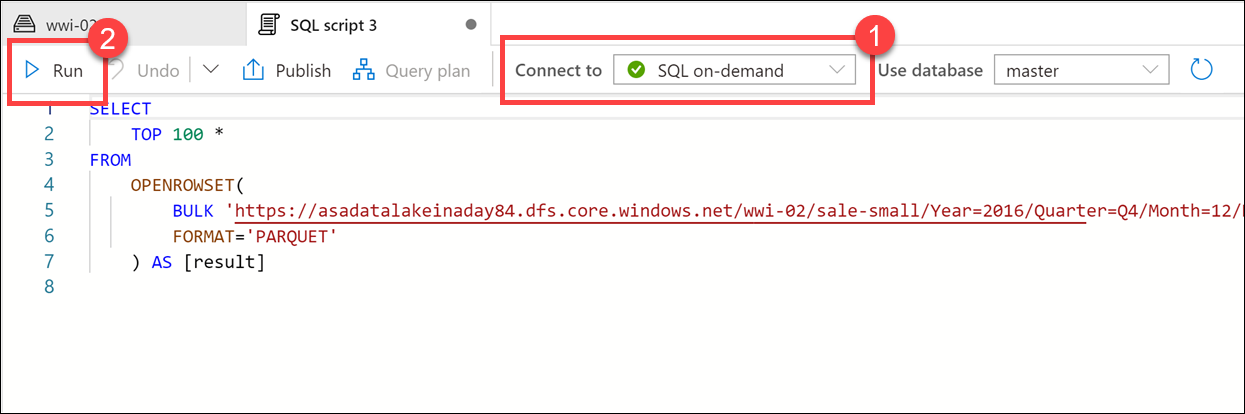 wwi-02
SQL script 3
2
1
Run
Undo
Publish
Query plan
Connect to
SQL on-demand
Use database
master
1 SELECT
2 TOP 100 *
3 FROM
4 OPENROWSET(
5 BULK 'https://asadatalakeinaday84.dfs.core.windows.net/wwi-02/sale-small/Year=2016/Quarter=Q4/Month=12/
6 FORMAT='PARQUET'
7 ) AS [result]
8